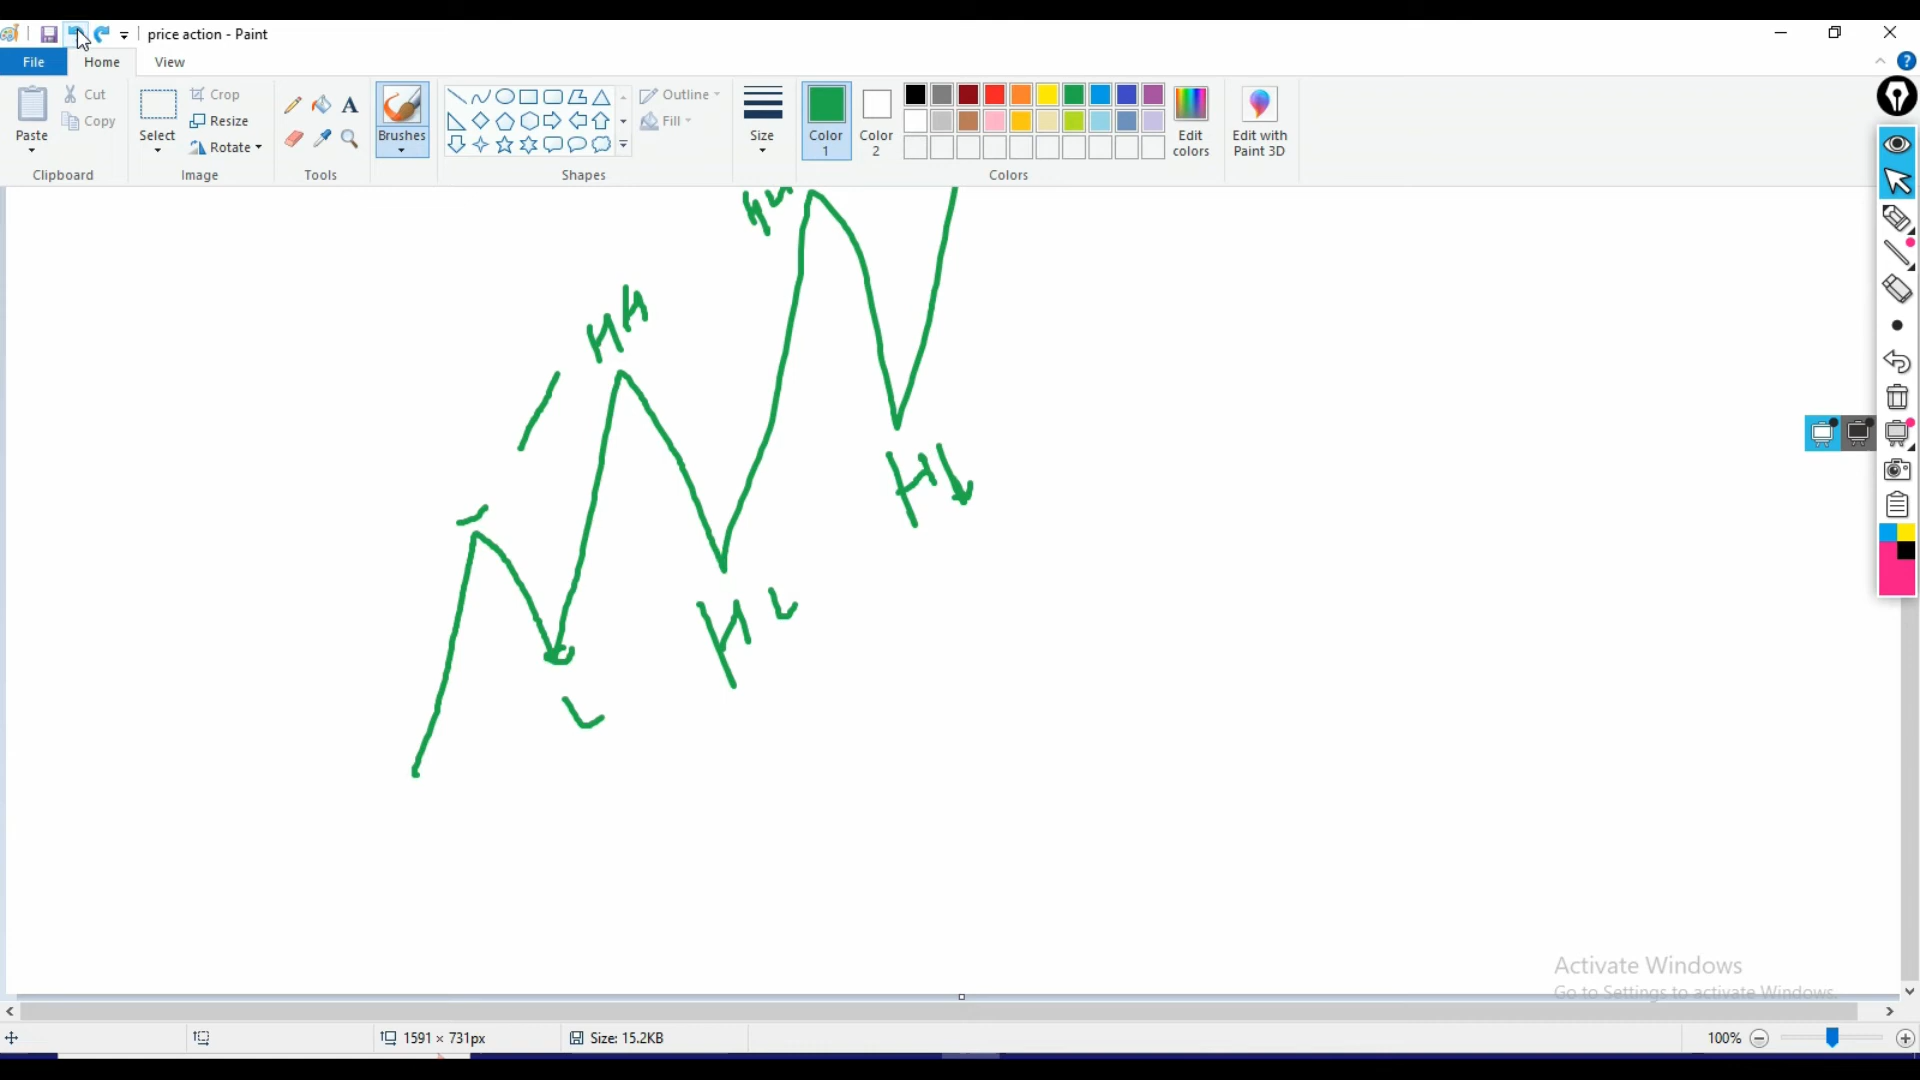 price action - Paint
File Home View
Paste
Cut
Copy
Clipboard
Select
Crop
Resize
Rotate
Image
Tools
Brushes
Shapes
Outline
Fill
Size
Color 1
Color 2
Edit colors
Edit with Paint 3D
Colors
HH
HL
HL
L
Activate Windows
Go to Settings to activate Windows.
1591 × 731px
Size: 15.2KB
100%